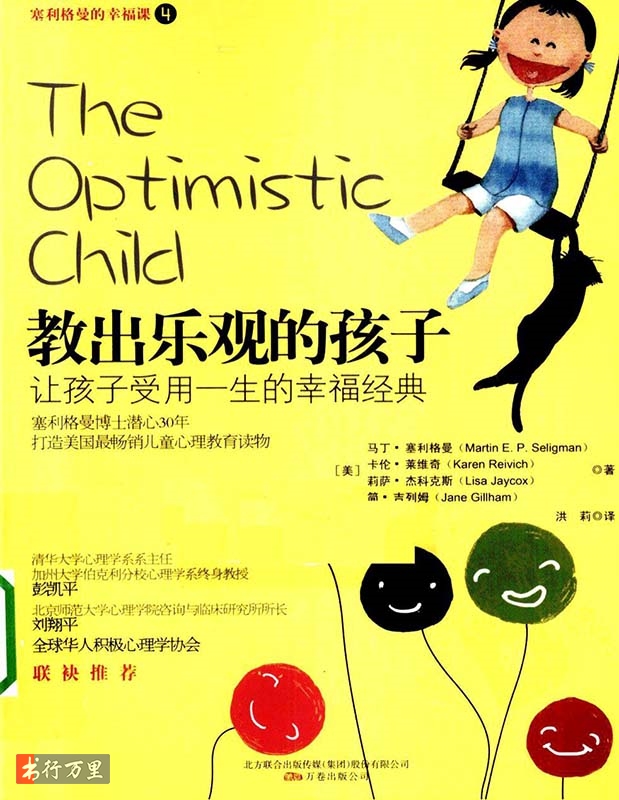 塞利格曼的幸福课4
The
Optimistic
Child
教出乐观的孩子
让孩子受用一生的幸福经典
塞利格曼博士潜心30年
打造美国最畅销儿童心理教育读物
[美]
马丁·塞利格曼（Martin E. P. Seligman）
卡伦·莱维奇（Karen Reivich）
莉萨·杰科克斯（Lisa Jaycox）
简·吉列姆（Jane Gillham）
◎著
洪 莉◎译
清华大学心理学系系主任
加州大学伯克利分校心理学系终身教授
彭凯平
北京师范大学心理学院咨询与临床研究所所长
刘翔平
全球华人积极心理学协会
联袂推荐
北方联合出版传媒（集团）股份有限公司
万卷出版公司
书行万里